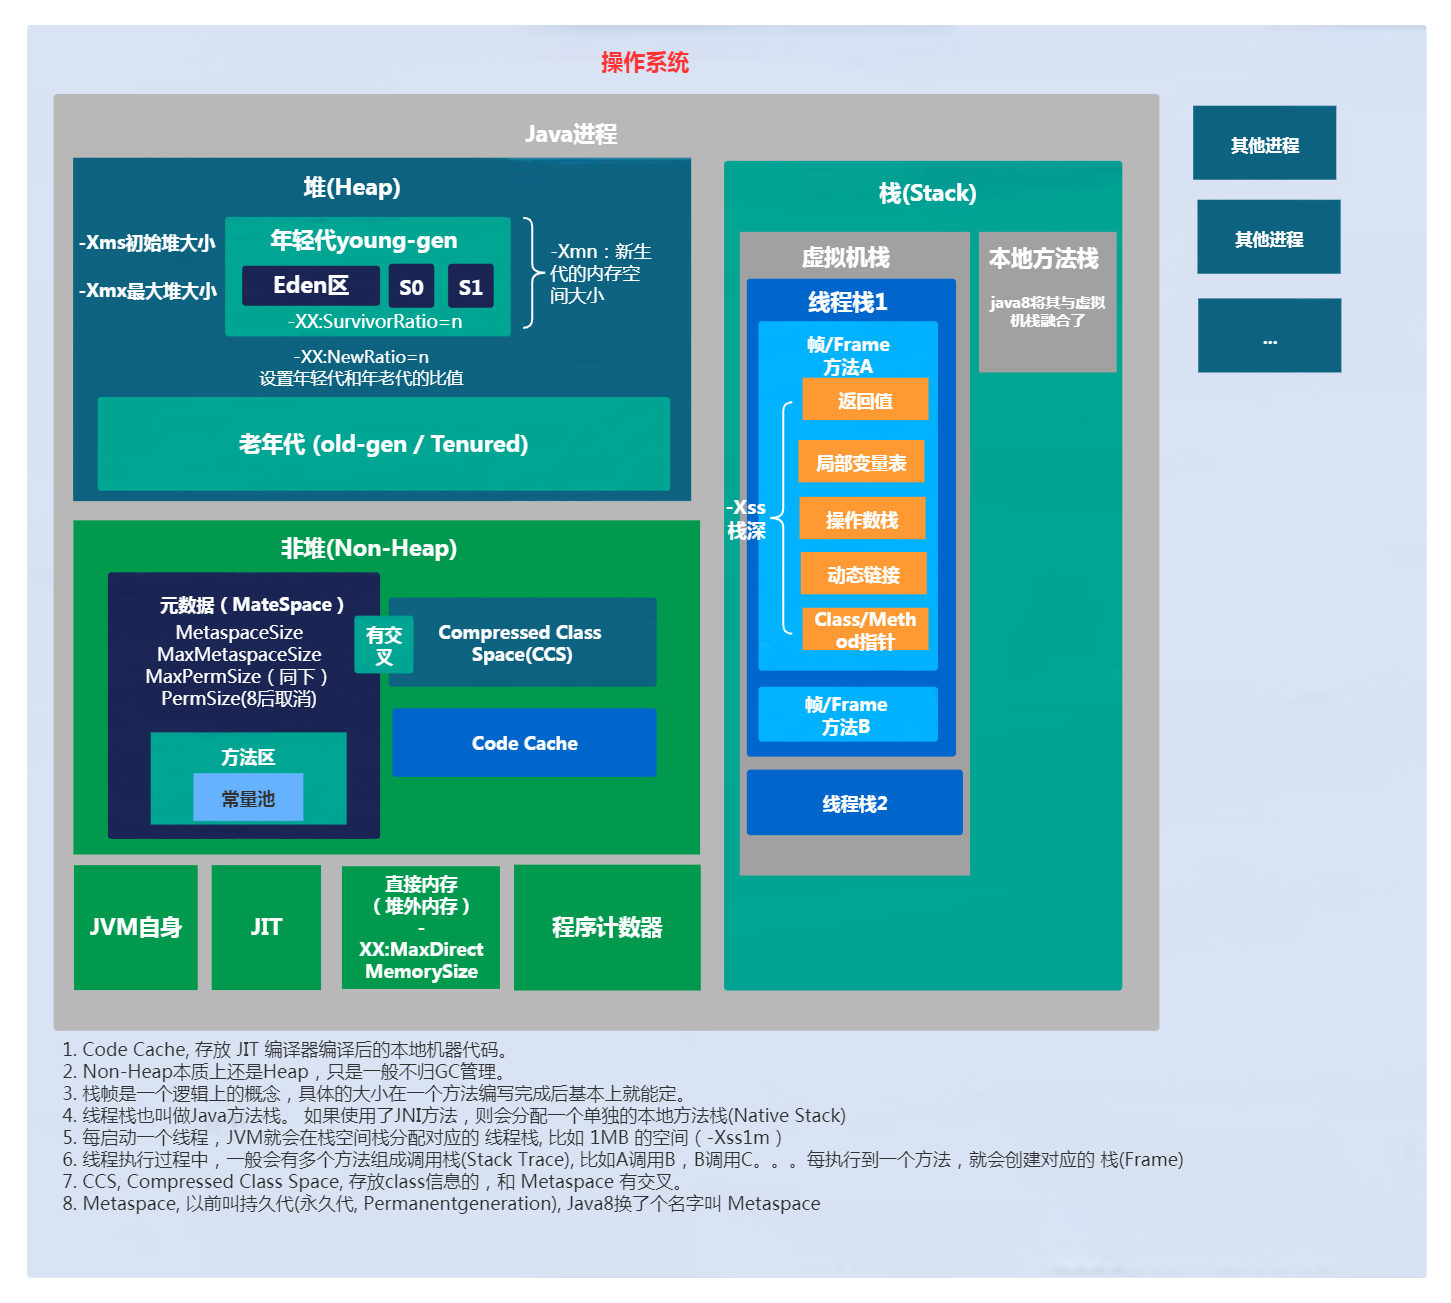 操作系统
Java进程
堆(Heap)
-Xms初始堆大小
-Xmx最大堆大小
年轻代young-gen
Eden区
S0
S1
-XX:SurvivorRatio=n
-Xmn：新生
代的内存空
间大小
-XX:NewRatio=n
设置年轻代和年老代的比值
老年代 (old-gen / Tenured)
非堆(Non-Heap)
元数据（MateSpace）
MetaspaceSize
MaxMetaspaceSize
MaxPermSize（同下）
PermSize(8后取消)
有交
叉
Compressed Class
Space(CCS)
方法区
常量池
Code Cache
JVM自身
JIT
直接内存
（堆外内存）
-
XX:MaxDirect
MemorySize
程序计数器
栈(Stack)
虚拟机栈
线程栈1
帧/Frame
方法A
返回值
局部变量表
-Xss
栈深
操作数栈
动态链接
Class/Meth
od指针
帧/Frame
方法B
线程栈2
本地方法栈
java8将其与虚拟
机栈融合了
其他进程
其他进程
...
1. Code Cache, 存放 JIT 编译器编译后的本地机器代码。
2. Non-Heap本质上还是Heap，只是一般不归GC管理。
3. 栈帧是一个逻辑上的概念，具体的大小在一个方法编写完成后基本上就能定。
4. 线程栈也叫做Java方法栈。 如果使用了JNI方法，则会分配一个单独的本地方法栈(Native Stack)
5. 每启动一个线程，JVM就会在栈空间栈分配对应的 线程栈, 比如 1MB 的空间（-Xss1m）
6. 线程执行过程中，一般会有多个方法组成调用栈(Stack Trace), 比如A调用B，B调用C。。。每执行到一个方法，就会创建对应的 栈(Frame)
7. CCS, Compressed Class Space, 存放class信息的，和 Metaspace 有交叉。
8. Metaspace, 以前叫持久代(永久代, Permanentgeneration), Java8换了个名字叫 Metaspace